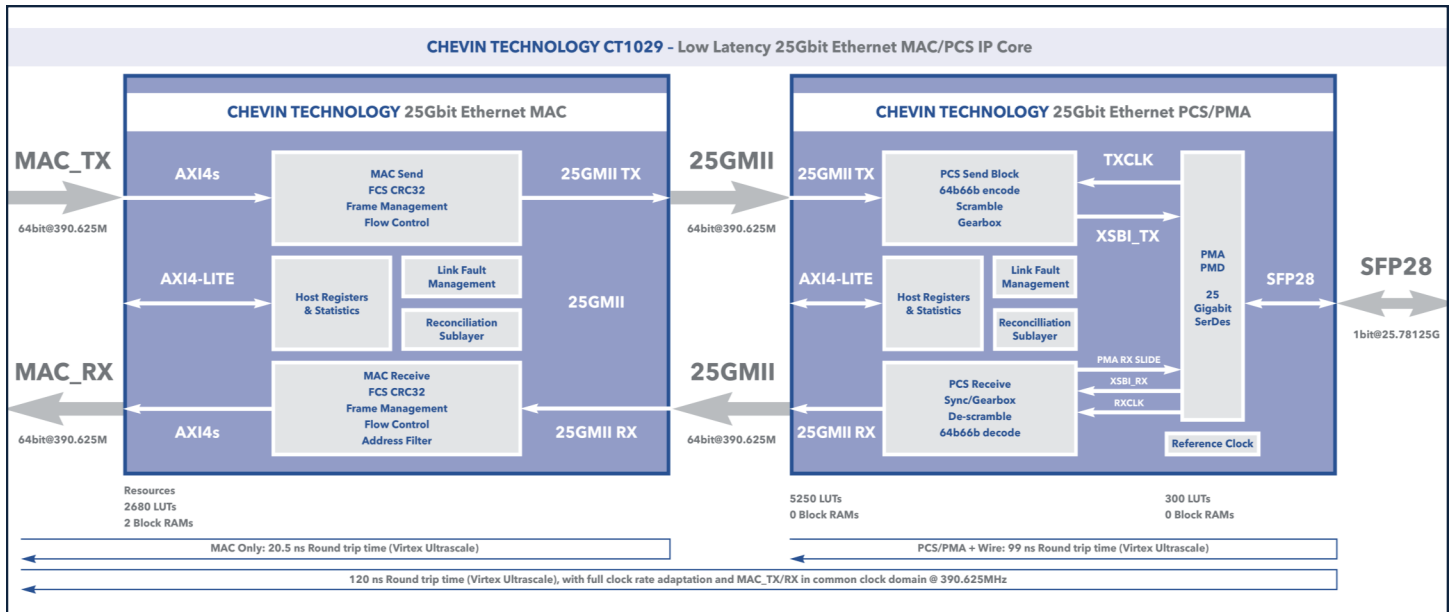 CHEVIN TECHNOLOGY CT1029 – Low Latency 25Gbit Ethernet MAC/PCS IP Core
CHEVIN TECHNOLOGY 25Gbit Ethernet MAC
MAC_TX
64bit@390.625M
AXI4s
MAC Send
FCS CRC32
Frame Management
Flow Control
25GMII TX
AXI4-LITE
Host Registers
& Statistics
Link Fault
Management
Reconciliation
Sublayer
25GMII
MAC_RX
64bit@390.625M
AXI4s
MAC Receive
FCS CRC32
Frame Management
Flow Control
Address Filter
25GMII RX
25GMII
64bit@390.625M
25GMII
64bit@390.625M
CHEVIN TECHNOLOGY 25Gbit Ethernet PCS/PMA
25GMII TX
PCS Send Block
64b66b encode
Scramble
Gearbox
TXCLK
XSBI_TX
AXI4-LITE
Host Registers
& Statistics
Link Fault
Management
Reconcilliation
Sublayer
PMA
PMD
25
Gigabit
SerDes
SFP28
SFP28
1bit@25.78125G
25GMII RX
PCS Receive
Sync/Gearbox
De-scramble
64b66b decode
PMA RX SLIDE
XSBI_RX
RXCLK
Reference Clock
Resources
2680 LUTs
2 Block RAMs
5250 LUTs
0 Block RAMs
300 LUTs
0 Block RAMs
MAC Only: 20.5 ns Round trip time (Virtex Ultrascale)
PCS/PMA + Wire: 99 ns Round trip time (Virtex Ultrascale)
120 ns Round trip time (Virtex Ultrascale), with full clock rate adaptation and MAC_TX/RX in common clock domain @ 390.625MHz